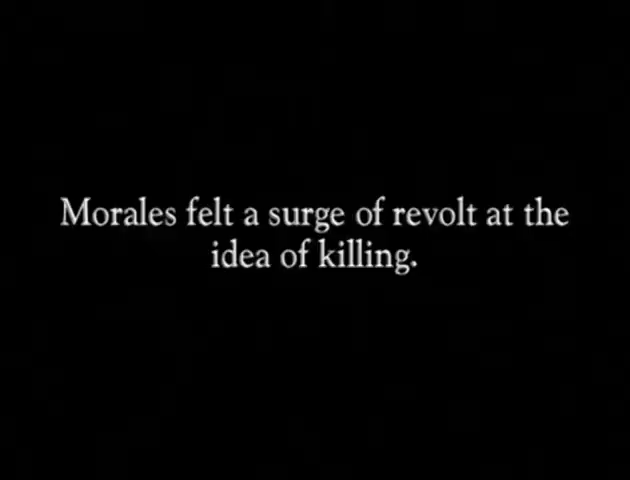 Morales felt a surge of revolt at the
idea of killing.